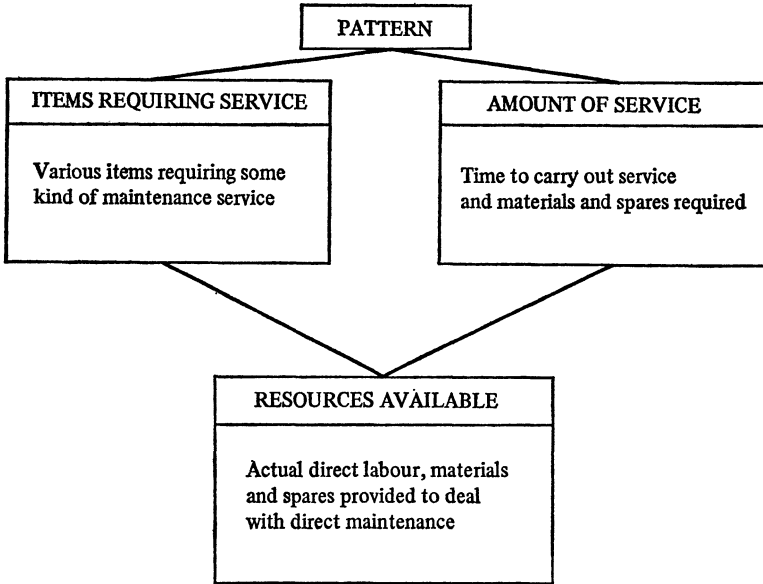 PATTERN
ITEMS REQUIRING SERVICE
Various items requiring some
kind of maintenance service
AMOUNT OF SERVICE
Time to carry out service
and materials and spares required
RESOURCES AVAILABLE
Actual direct labour, materials
and spares provided to deal
with direct maintenance